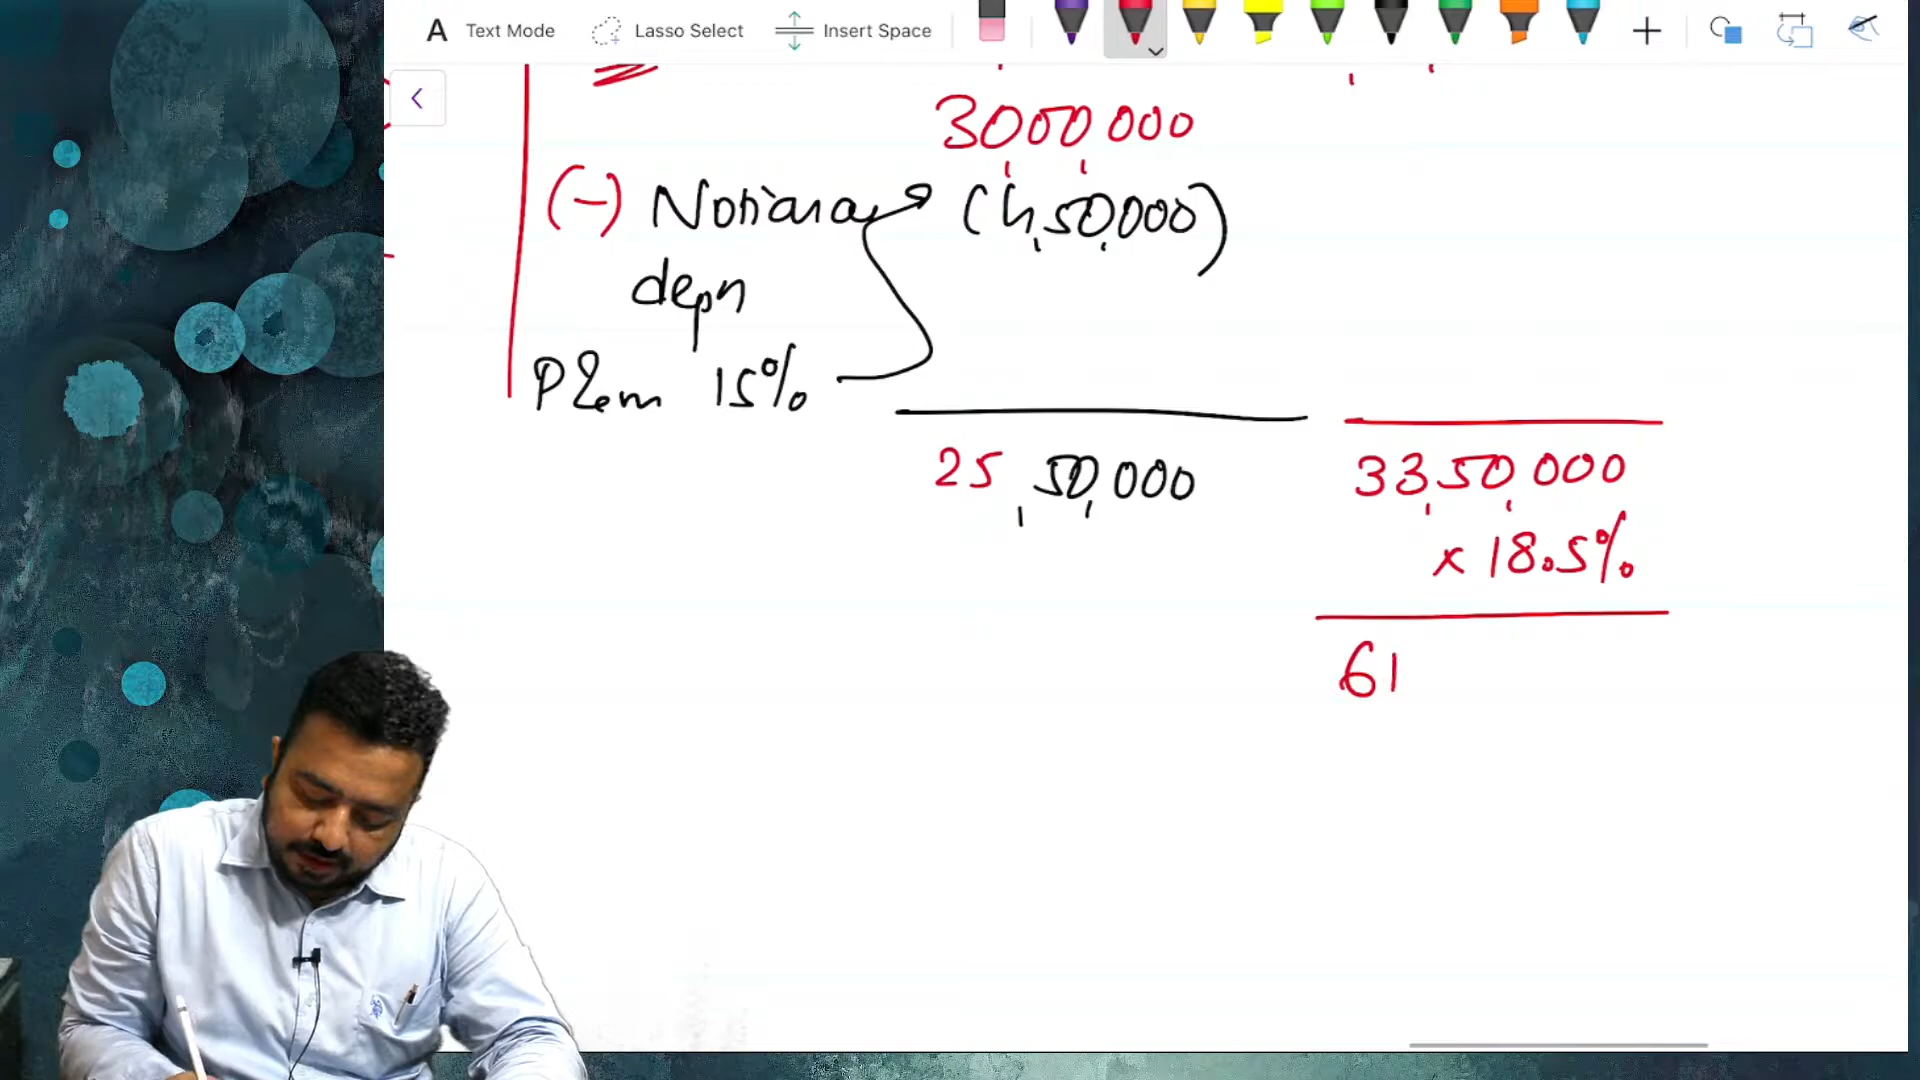 A Text Mode Lasso Select Insert Space
3000000
(-) Notional (4,50,000)
depn
P&m 15%
25,50,000 33,50,000
x 18.5%
61